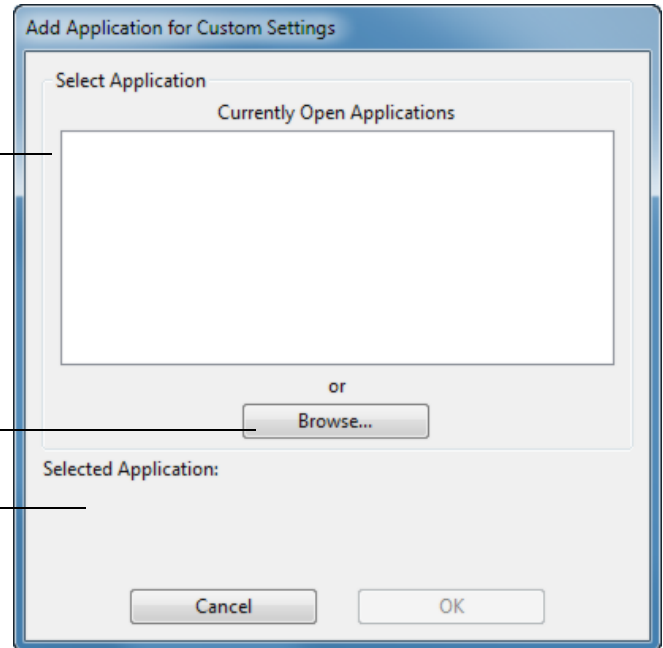 Add Application for Custom Settings
Select Application
Currently Open Applications
or
Browse...
Selected Application:
Cancel
OK